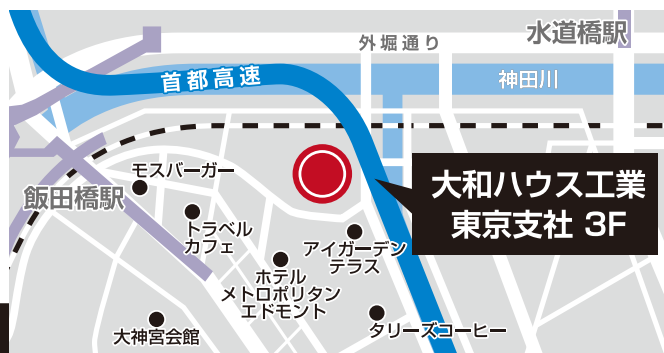 水道橋駅
外堀通り
首都高速
神田川
モスバーガー
飯田橋駅
大和ハウス工業
東京支社 3F
トラベル
カフェ
アイガーデン
テラス
ホテル
メトロポリタン
エドモント
大神宮会館
タリーズコーヒー